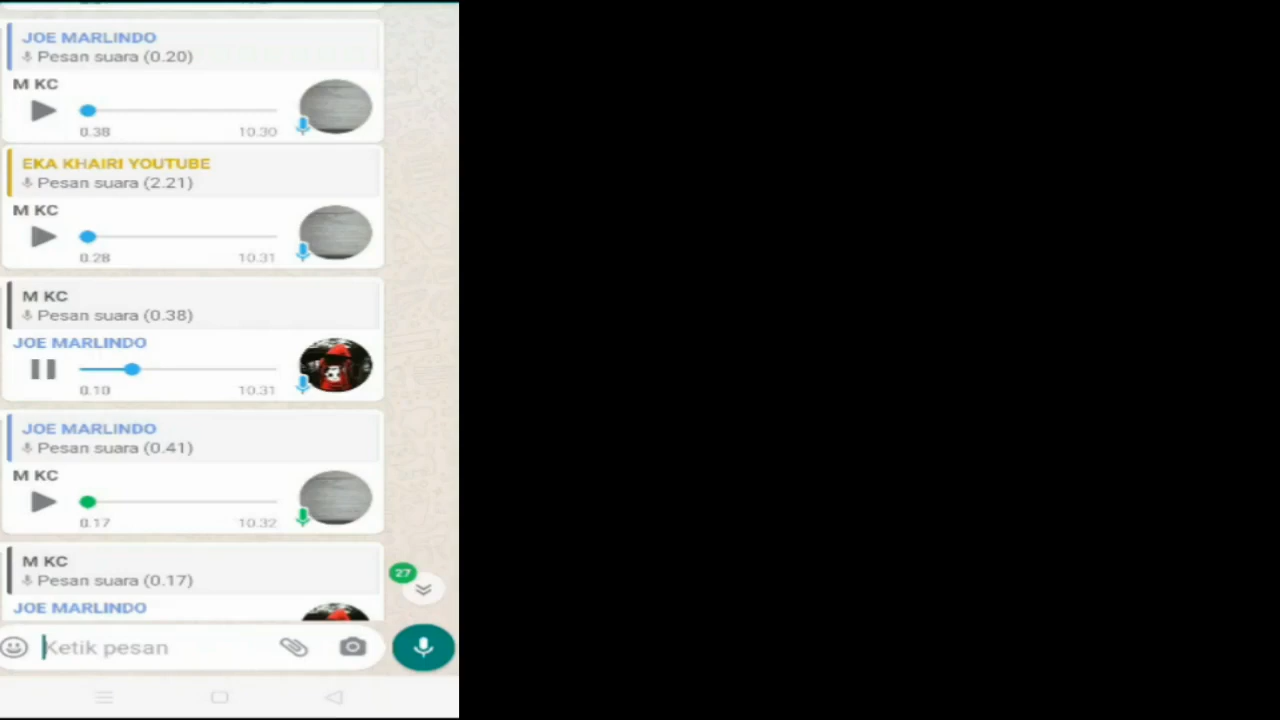 JOE MARLINDO
Pesan suara (0.20)
M KC
0.38 10.30
EKA KHAIRI YOUTUBE
Pesan suara (2.21)
M KC
0.28 10.31
M KC
Pesan suara (0.38)
JOE MARLINDO
0.10 10.31
JOE MARLINDO
Pesan suara (0.41)
M KC
0.17 10.32
M KC
Pesan suara (0.17)
27
JOE MARLINDO
Ketik pesan